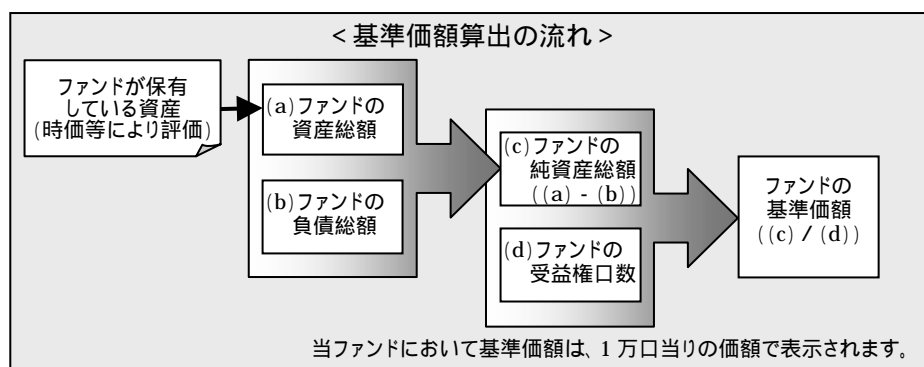 ＜基準価額算出の流れ＞
ファンドが保有
している資産
(時価等により評価)
(a)ファンドの
資産総額
(b)ファンドの
負債総額
(c)ファンドの
純資産総額
((a) - (b))
(d)ファンドの
受益権口数
ファンドの
基準価額
((c) / (d))
当ファンドにおいて基準価額は、1 万口当りの価額で表示されます。